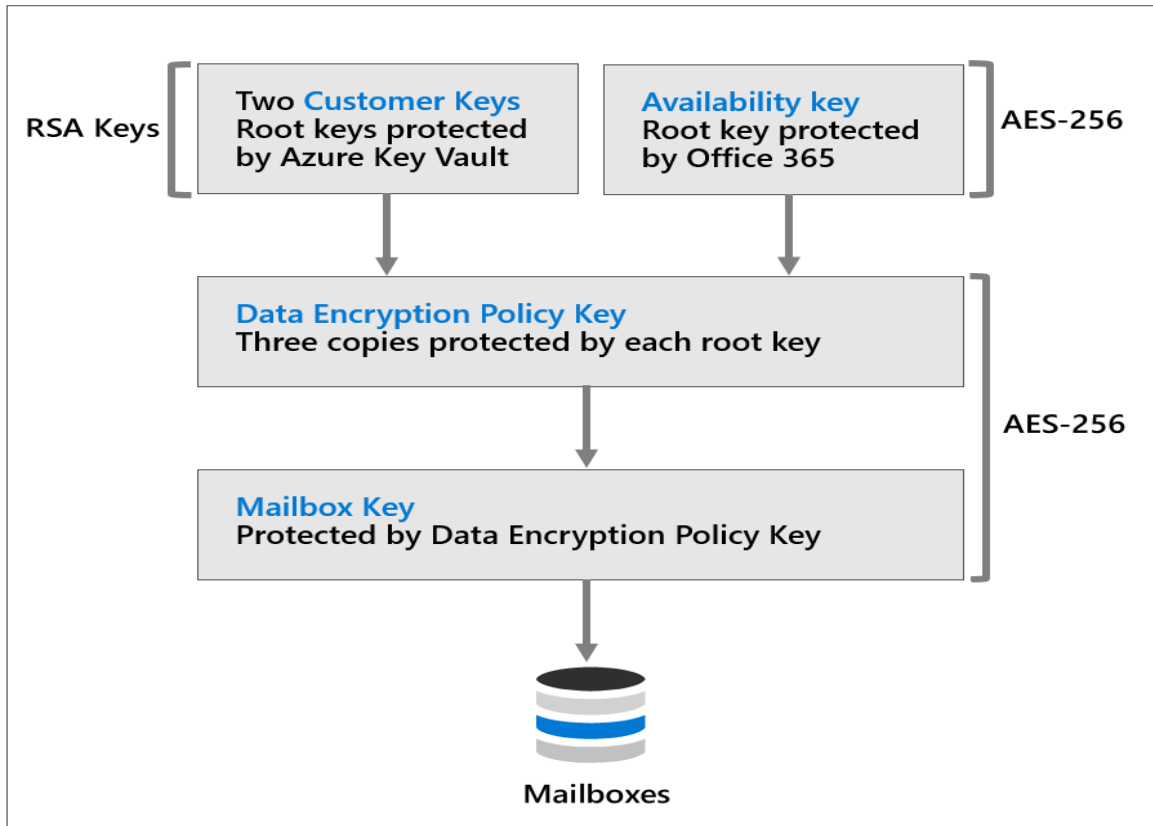 RSA Keys
Two Customer Keys
Root keys protected
by Azure Key Vault
Availability key
Root key protected
by Office 365
AES-256
Data Encryption Policy Key
Three copies protected by each root key
AES-256
Mailbox Key
Protected by Data Encryption Policy Key
Mailboxes